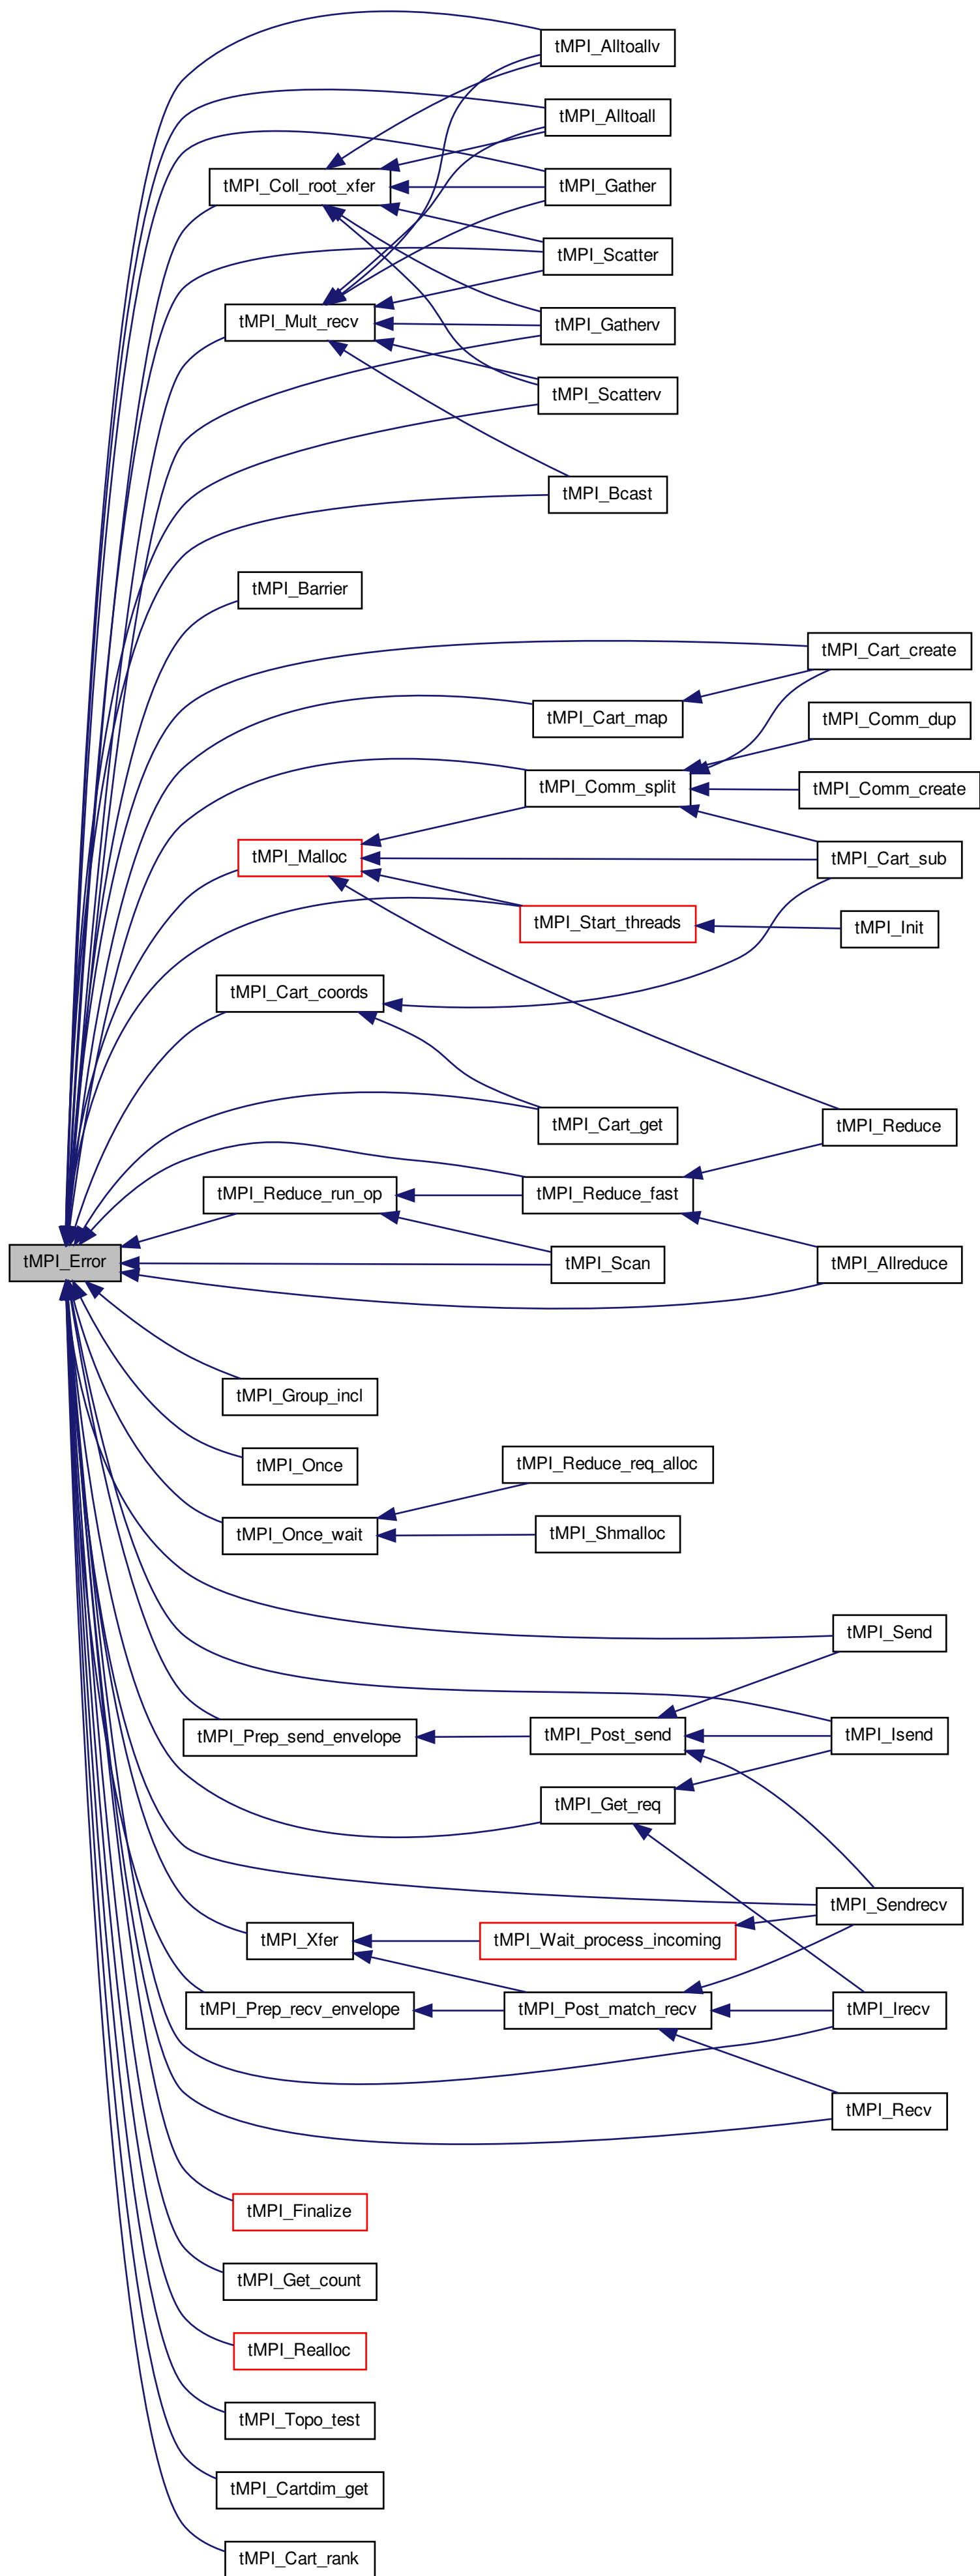 tMPI_Alltoallv
tMPI_Alltoall
tMPI_Coll_root_xfer
tMPI_Gather
tMPI_Scatter
tMPI_Mult_recv
tMPI_Gatherv
tMPI_Scatterv
tMPI_Bcast
tMPI_Barrier
tMPI_Cart_create
tMPI_Cart_map
tMPI_Comm_dup
tMPI_Comm_split
tMPI_Comm_create
tMPI_Malloc
tMPI_Cart_sub
tMPI_Start_threads
tMPI_Init
tMPI_Cart_coords
tMPI_Cart_get
tMPI_Reduce
tMPI_Reduce_run_op
tMPI_Reduce_fast
tMPI_Error
tMPI_Scan
tMPI_Allreduce
tMPI_Group_incl
tMPI_Once
tMPI_Reduce_req_alloc
tMPI_Once_wait
tMPI_Shmalloc
tMPI_Send
tMPI_Prep_send_envelope
tMPI_Post_send
tMPI_Isend
tMPI_Get_req
tMPI_Sendrecv
tMPI_Xfer
tMPI_Wait_process_incoming
tMPI_Prep_recv_envelope
tMPI_Post_match_recv
tMPI_Irecv
tMPI_Recv
tMPI_Finalize
tMPI_Get_count
tMPI_Realloc
tMPI_Topo_test
tMPI_Cartdim_get
tMPI_Cart_rank